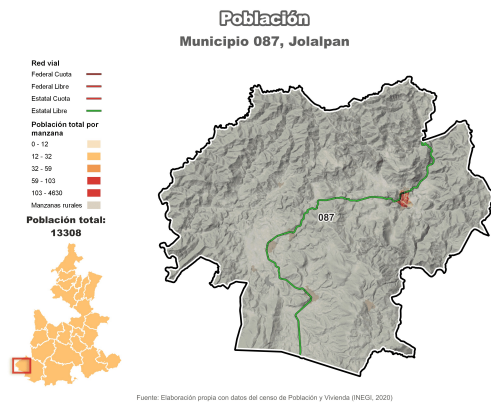 Población
Municipio 087, Jolalpan
Red vial
Federal Cuota
Federal Libre
Estatal Cuota
Estatal Libre
Población total por
manzana
0 - 12
12 - 32
32 - 59
59 - 103
103 - 4630
Manzanas rurales
Población total:
13308
087
Fuente: Elaboración propia con datos del censo de Población y Vivienda (INEGI, 2020)